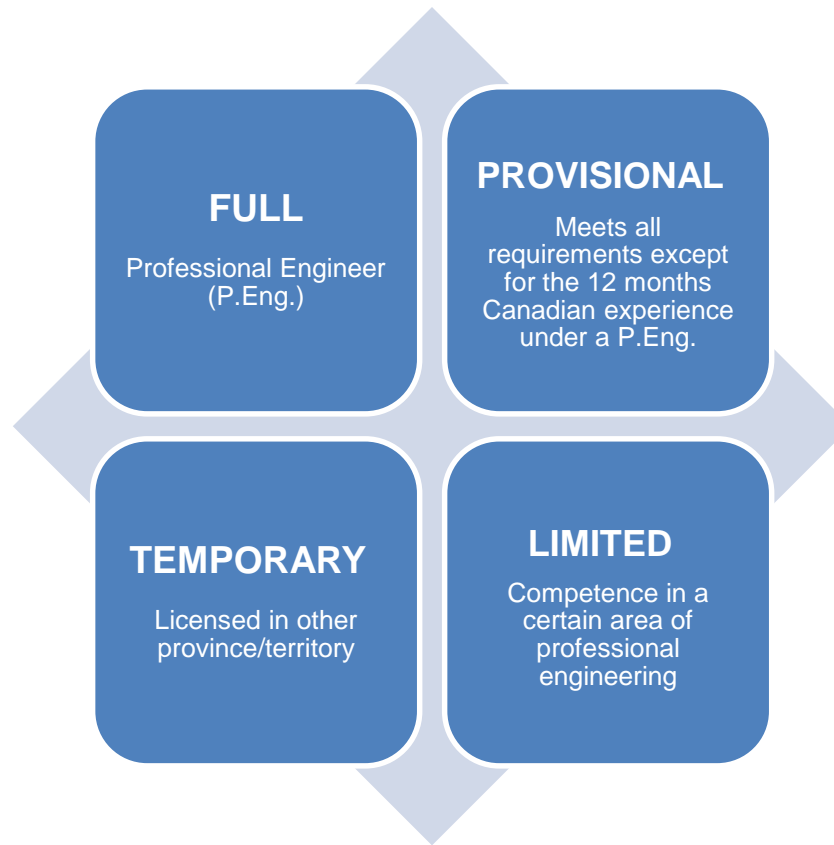 FULL
Professional Engineer
(P.Eng.)
PROVISIONAL
Meets all
requirements except
for the 12 months
Canadian experience
under a P.Eng.
TEMPORARY
Licensed in other
province/territory
LIMITED
Competence in a
certain area of
professional
engineering